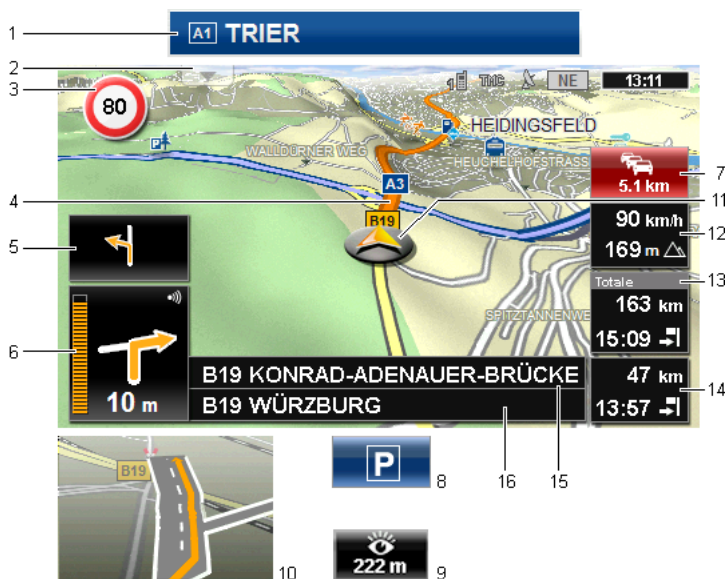 1
A1 TRIER
2
3
80
1
TMC
NE
13:11
HEIDINGSFELD
WALLDÜRNER WEG
HEUCHELHOFSTRASS
A3
4
B19
5.1 km
7
11
90 km/h
169 m
12
5
Totale
13
163 km
15:09
SPITZTANNENWE
6
10 m
B19 KONRAD-ADENAUER-BRÜCKE
B19 WÜRZBURG
47 km
13:57
14
16
15
B19
P
8
10
222 m
9